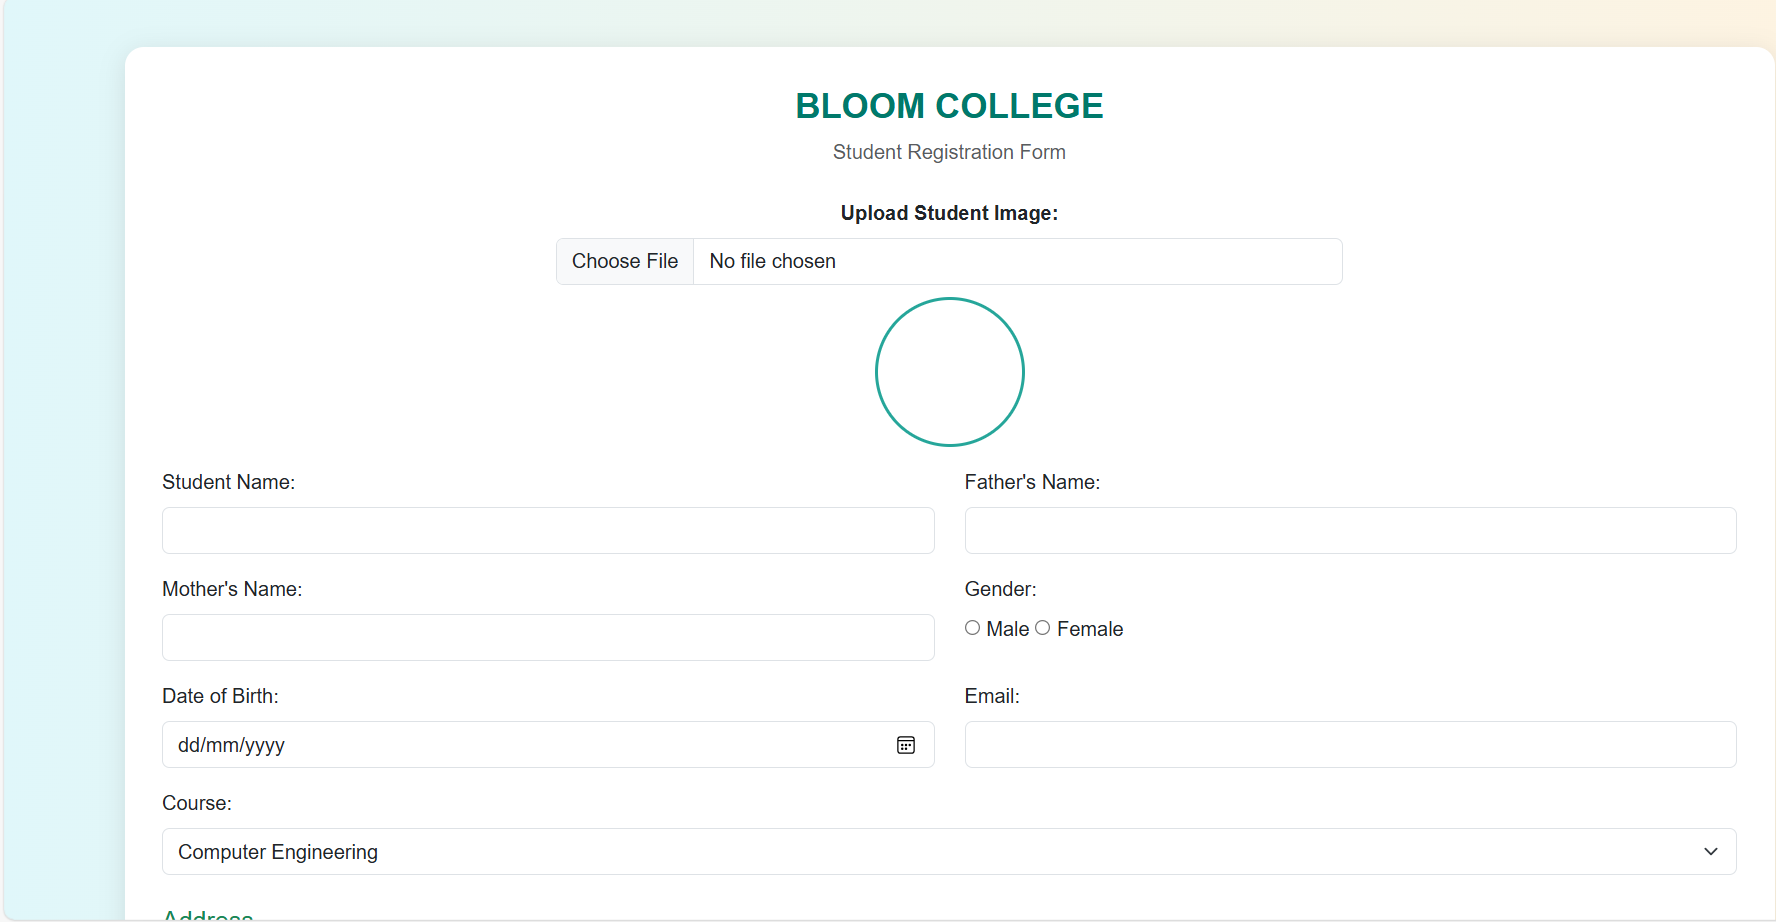 BLOOM COLLEGE
Student Registration Form
Upload Student Image:
Choose File No file chosen
Student Name: Father's Name:
Mother's Name: Gender:
Male Female
Date of Birth: Email:
dd/mm/yyyy
Course:
Computer Engineering
Address